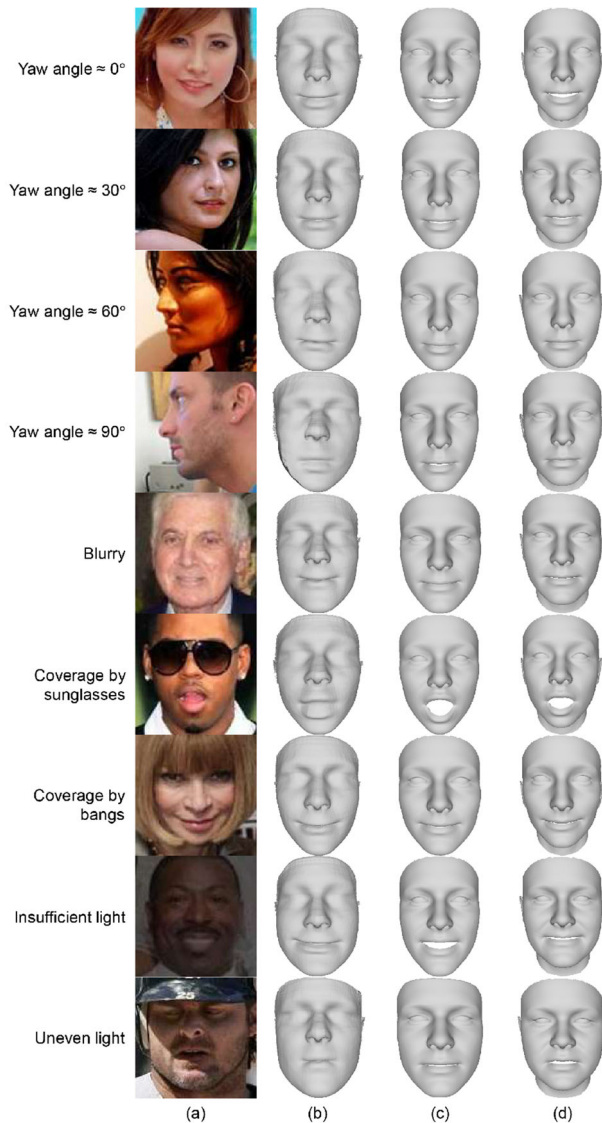 Yaw angle ≈ 0°
Yaw angle ≈ 30°
Yaw angle ≈ 60°
Yaw angle ≈ 90°
Blurry
Coverage by
sunglasses
Coverage by
bangs
Insufficient light
Uneven light
(a) (b) (c) (d)